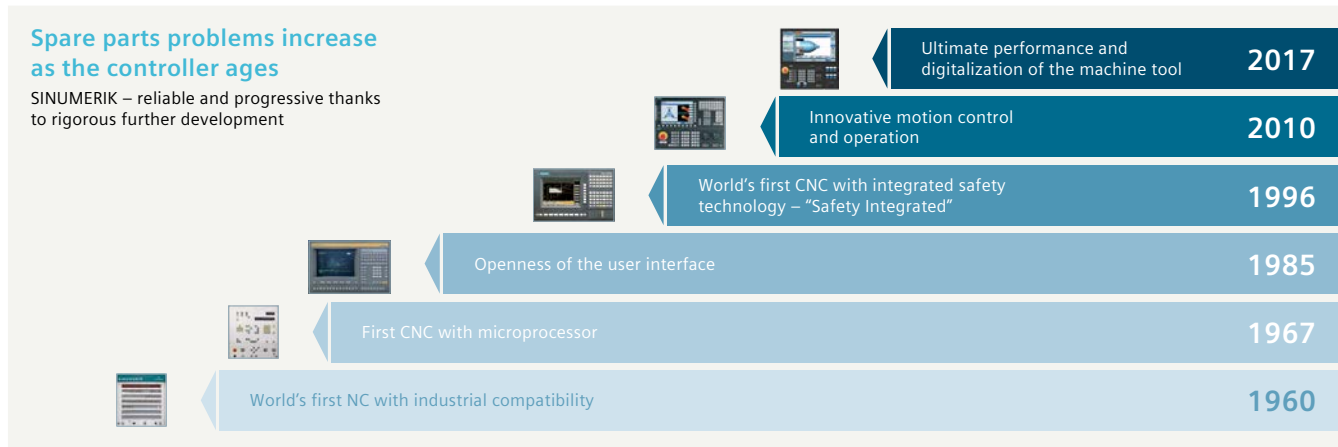 Spare parts problems increase
as the controller ages
SINUMERIK – reliable and progressive thanks
to rigorous further development
Ultimate performance and
digitalization of the machine tool
2017
Innovative motion control
and operation
2010
World’s first CNC with integrated safety
technology – “Safety Integrated”
1996
Openness of the user interface
1985
First CNC with microprocessor
1967
World’s first NC with industrial compatibility
1960